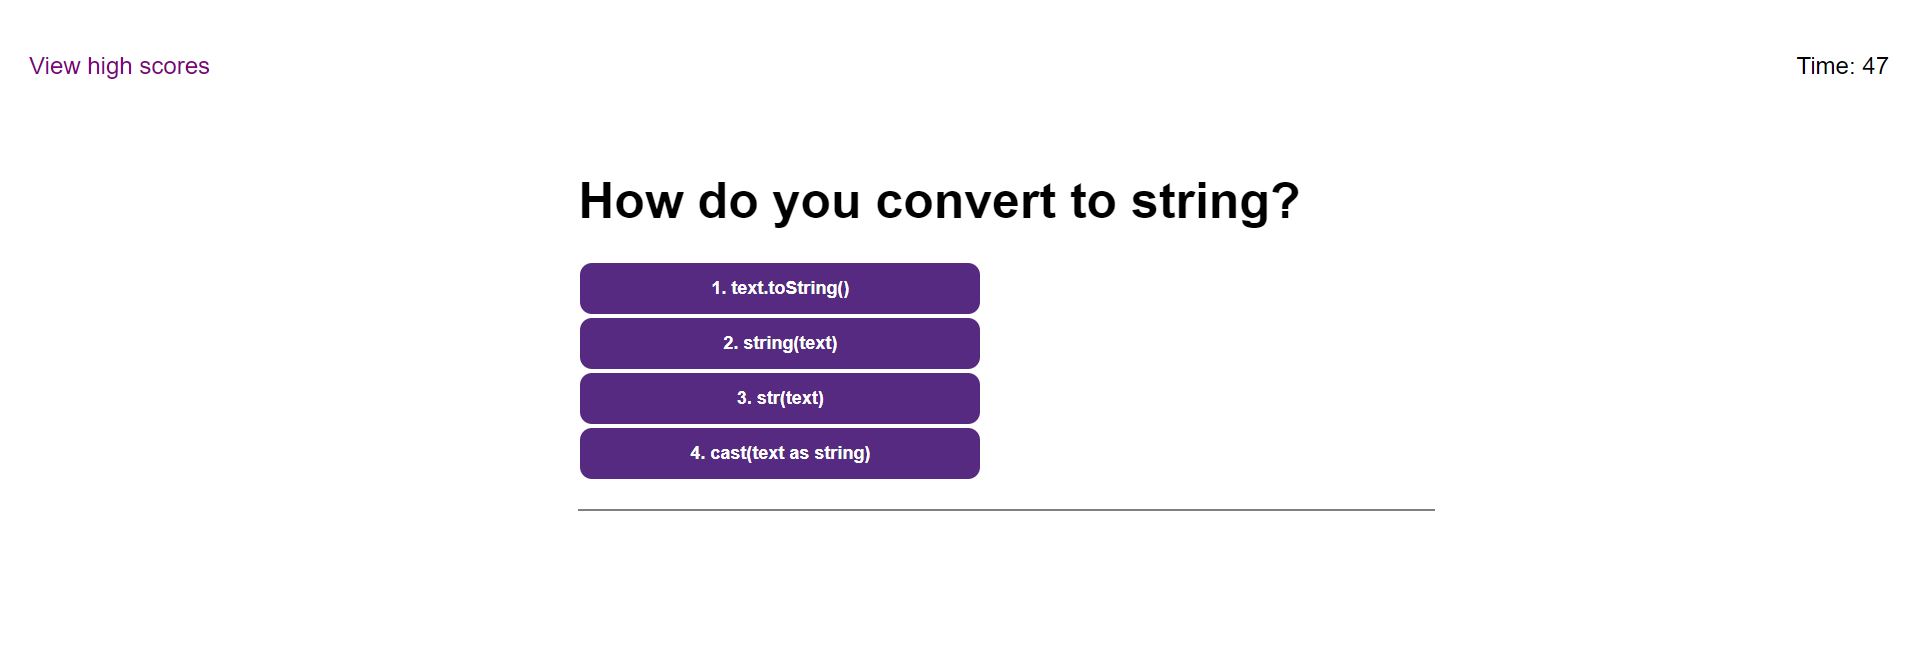 View high scores
Time: 47
How do you convert to string?
1. text.toString()
2. string(text)
3. str(text)
4. cast(text as string)